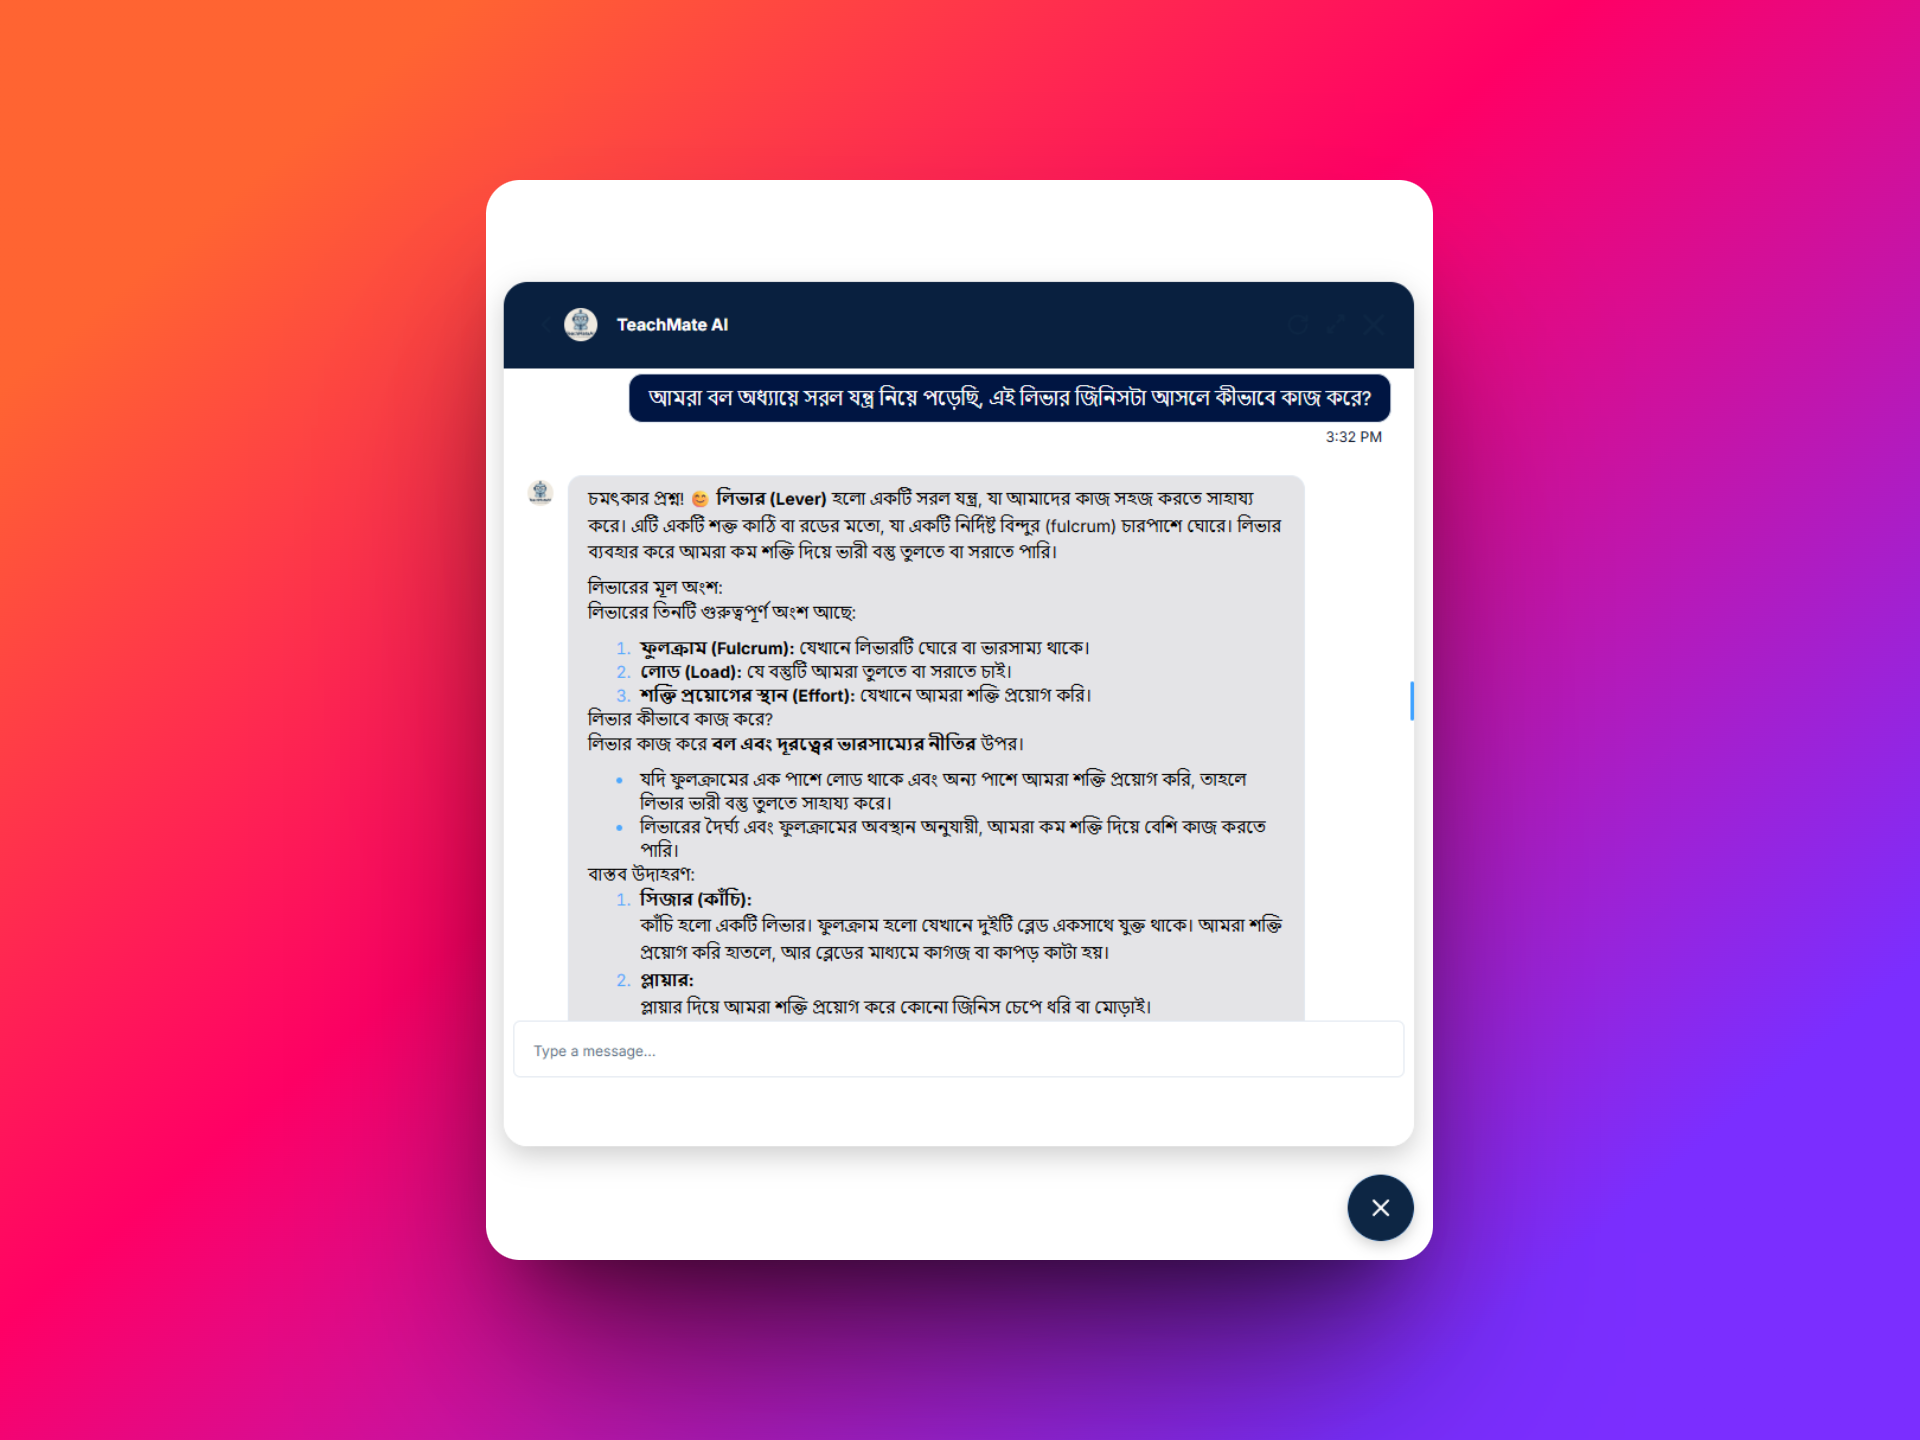 TeachMate AI
আমরা বল অধ্যায়ে সরল যন্ত্র নিয়ে পড়েছি, এই লিভার জিনিসটা আসলে কীভাবে কাজ করে?
3:32 PM
চমৎকার প্রশ্ন! 😊 লিভার (Lever) হলো একটি সরল যন্ত্র, যা আমাদের কাজ সহজ করতে সাহায্য
করে। এটি একটি শক্ত কাঠি বা রডের মতো, যা একটি নির্দিষ্ট বিন্দুর (fulcrum) চারপাশে ঘোরে। লিভার
ব্যবহার করে আমরা কম শক্তি দিয়ে ভারী বস্তু তুলতে বা সরাতে পারি।
লিভারের মূল অংশ:
লিভারের তিনটি গুরুত্বপূর্ণ অংশ আছে:
1. ফুলক্রাম (Fulcrum): যেখানে লিভারটি ঘোরে বা ভারসাম্য থাকে।
2. লোড (Load): যে বস্তুটি আমরা তুলতে বা সরাতে চাই।
3. শক্তি প্রয়োগের স্থান (Effort): যেখানে আমরা শক্তি প্রয়োগ করি।
লিভার কীভাবে কাজ করে?
লিভার কাজ করে বল এবং দূরত্বের ভারসাম্যের নীতির উপর।
• যদি ফুলক্রামের এক পাশে লোড থাকে এবং অন্য পাশে আমরা শক্তি প্রয়োগ করি, তাহলে
লিভার ভারী বস্তু তুলতে সাহায্য করে।
• লিভারের দৈর্ঘ্য এবং ফুলক্রামের অবস্থান অনুযায়ী, আমরা কম শক্তি দিয়ে বেশি কাজ করতে
পারি।
বাস্তব উদাহরণ:
1. সিজার (কাঁচি):
কাঁচি হলো একটি লিভার। ফুলক্রাম হলো যেখানে দুইটি ব্লেড একসাথে যুক্ত থাকে। আমরা শক্তি
প্রয়োগ করি হাতলে, আর ব্লেডের মাধ্যমে কাগজ বা কাপড় কাটা হয়।
2. প্লায়ার:
প্লায়ার দিয়ে আমরা শক্তি প্রয়োগ করে কোনো জিনিস চেপে ধরি বা মোড়াই।
Type a message...